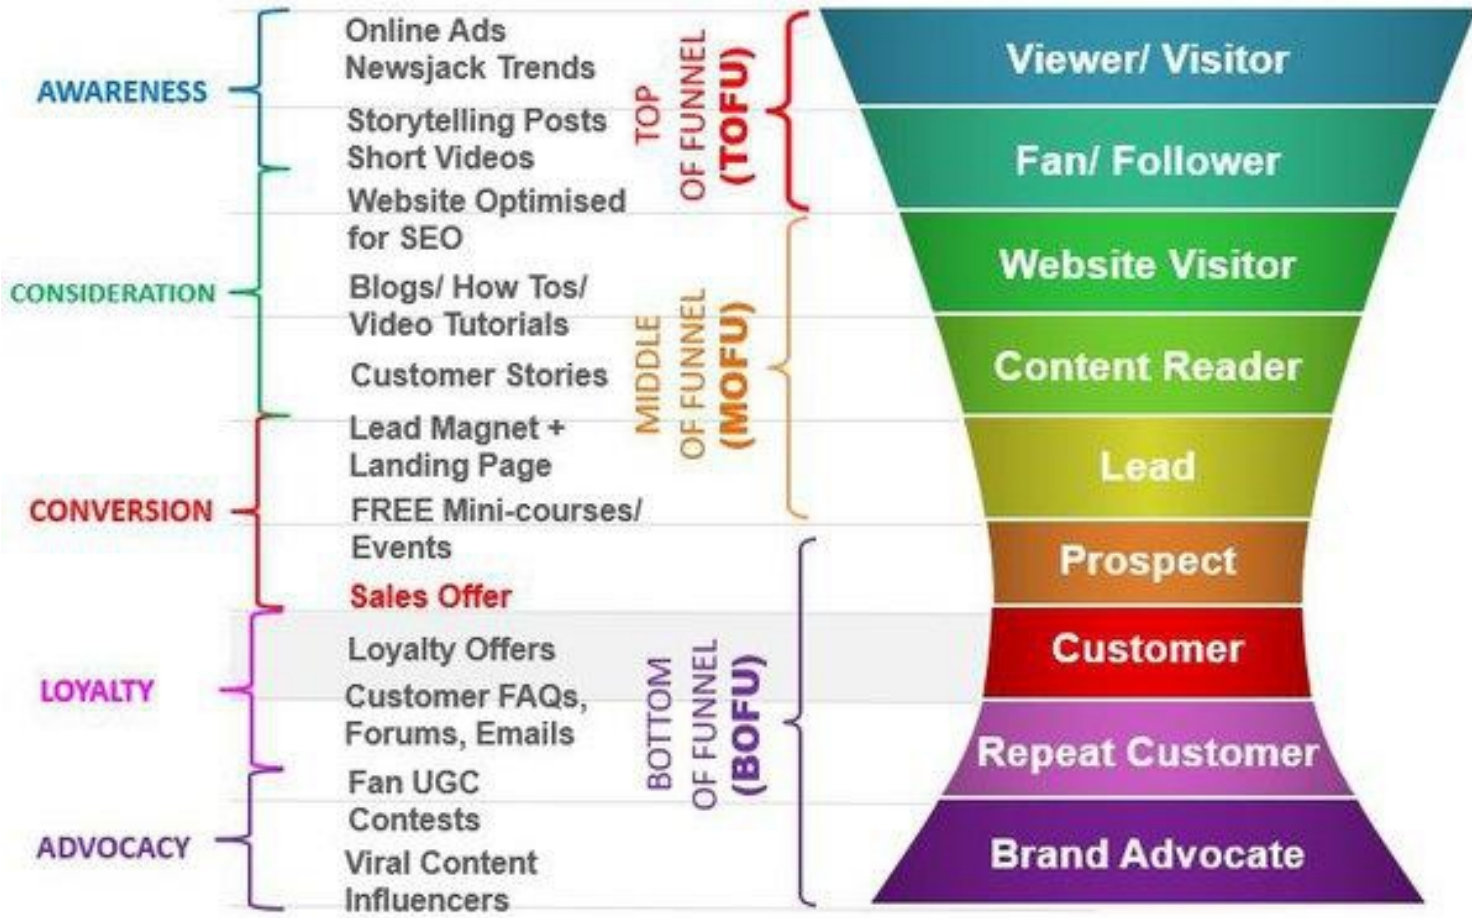 AWARENESS
CONSIDERATION
CONVERSION
LOYALTY
ADVOCACY
Online Ads
Newsjack Trends
Storytelling Posts
Short Videos
Website Optimised
for SEO
Blogs/ How Tos/
Video Tutorials
Customer Stories
Lead Magnet +
Landing Page
FREE Mini-courses/
Events
Sales Offer
Loyalty Offers
Customer FAQs,
Forums, Emails
Fan UGC
Contests
Viral Content
Influencers
TOP
OF FUNNEL
(TOFU)
MIDDLE
OF FUNNEL
(MOFU)
BOTTOM
OF FUNNEL
(BOFU)
Viewer/ Visitor
Fan/ Follower
Website Visitor
Content Reader
Lead
Prospect
Customer
Repeat Customer
Brand Advocate